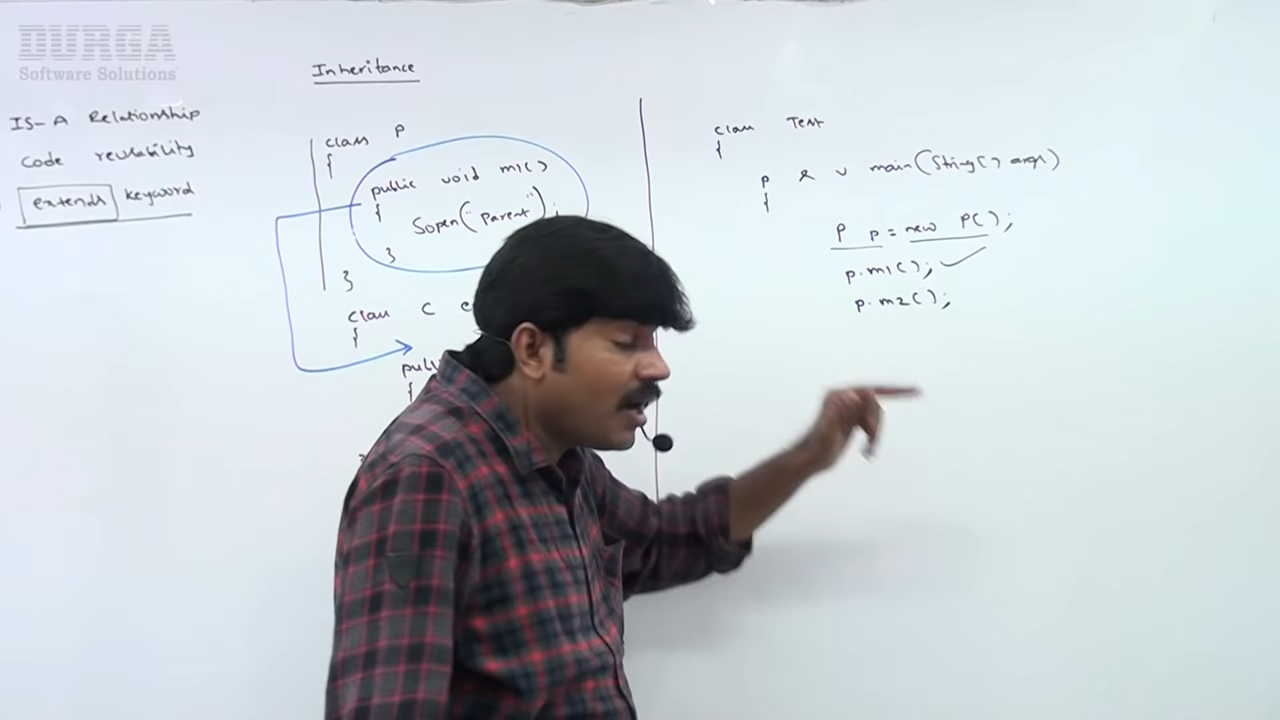 DURGA
Software Solutions
Inheritance
IS-A Relationship
Code reusability
extends keyword
class P
{
public void m1()
{
Sopen("parent");
}
}
class C
{
{
class Test
{
P & v main(String[] args)
{
P p = new P();
p.m1(); ✓
p.m2();